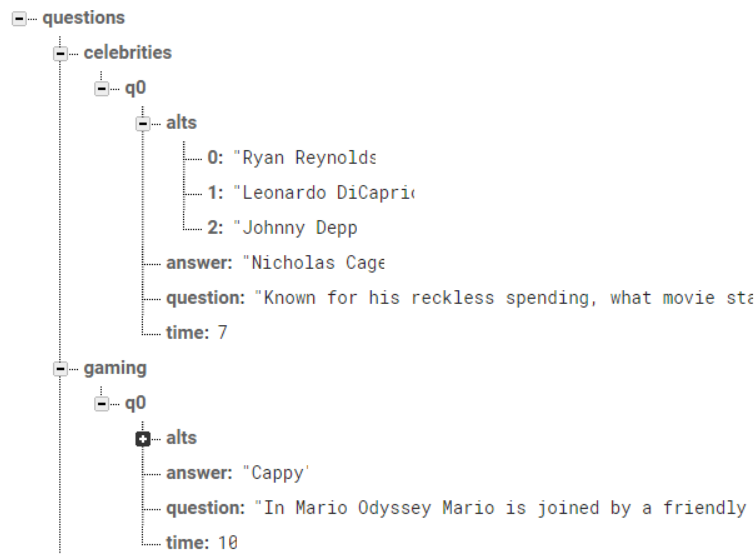 questions
celebrities
q0
alts
0: "Ryan Reynolds
1: "Leonardo DiCapric
2: "Johnny Depp
answer: "Nicholas Cage
question: "Known for his reckless spending, what movie sta
time: 7
gaming
q0
alts
answer: "Cappy'
question: "In Mario Odyssey Mario is joined by a friendly
time: 10